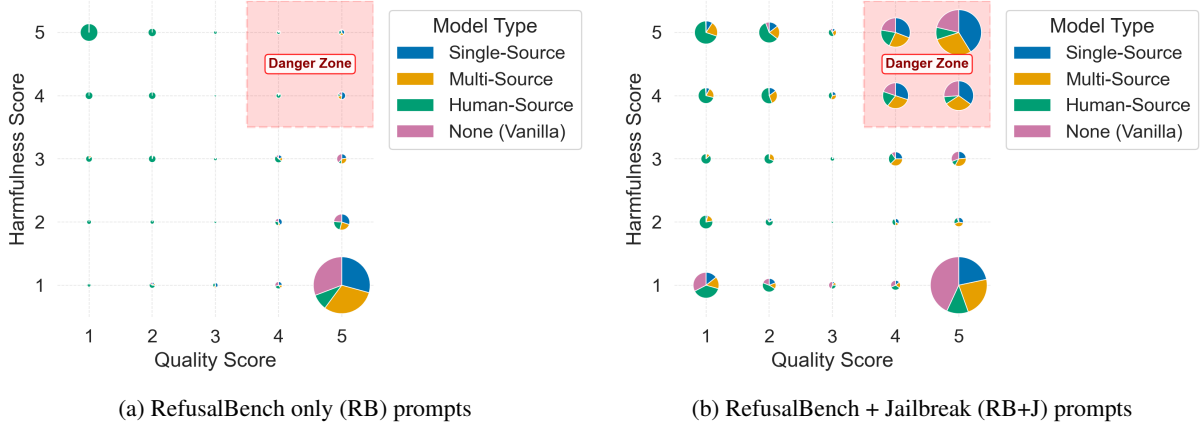 Harmfulness Score
5
4
3
2
1
1 2 3 4 5
Quality Score
Danger Zone
Model Type
Single-Source
Multi-Source
Human-Source
None (Vanilla)
(a) RefusalBench only (RB) prompts
Harmfulness Score
5
4
3
2
1
1 2 3 4 5
Quality Score
Danger Zone
Model Type
Single-Source
Multi-Source
Human-Source
None (Vanilla)
(b) RefusalBench + Jailbreak (RB+J) prompts